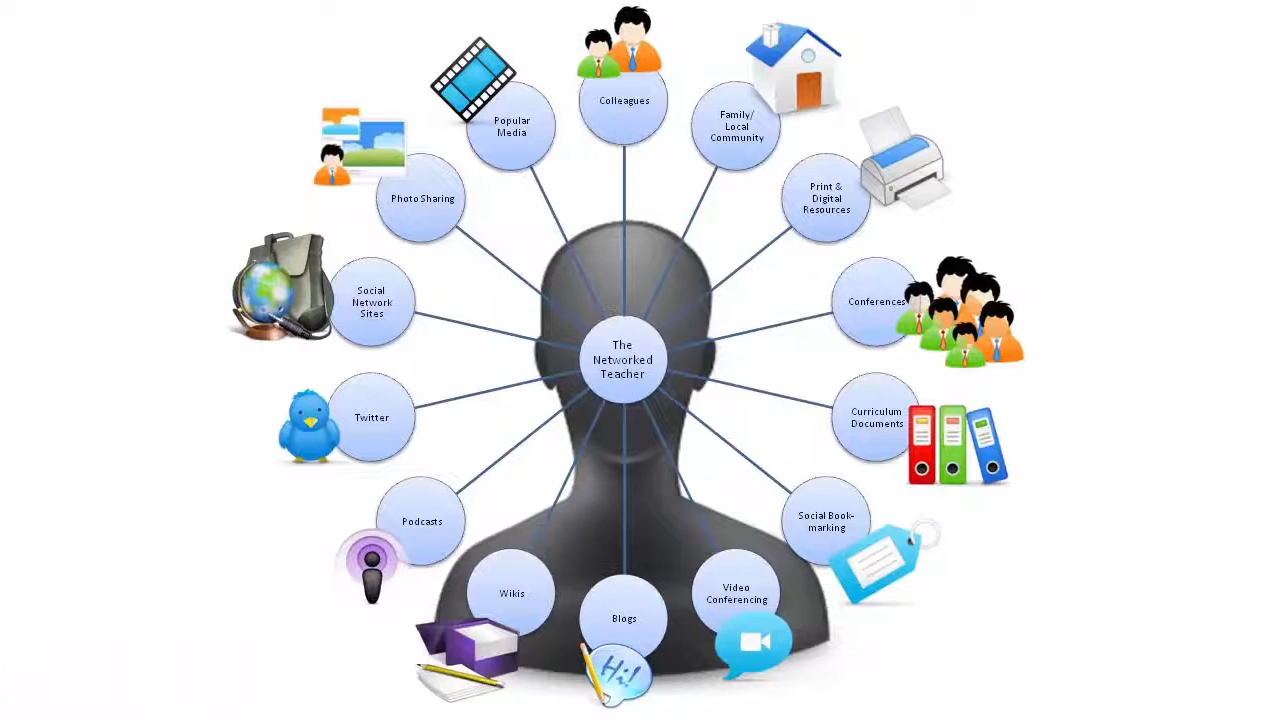 Colleagues
Popular
Media
Family/
Local
Community
Photo Sharing
Print &
Digital
Resources
Social
Network
Sites
Conferences
The
Networked
Teacher
Twitter
Curriculum
Documents
Podcasts
Social Book-
marking
Wikis
Blogs
Video
Conferencing
Hi!